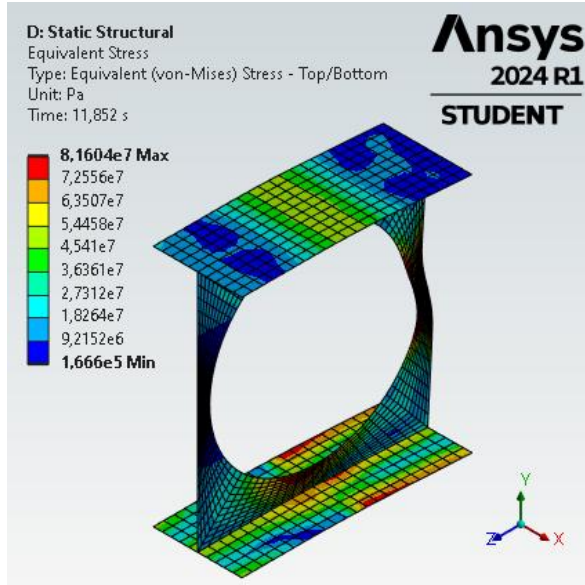 D: Static Structural
Equivalent Stress
Type: Equivalent (von-Mises) Stress - Top/Bottom
Unit: Pa
Time: 11,852 s
8,1604e7 Max
7,2556e7
6,3507e7
5,4458e7
4,541e7
3,6361e7
2,7312e7
1,8264e7
9,2152e6
1,666e5 Min
Ansys
2024 R1
STUDENT
Y
Z
X